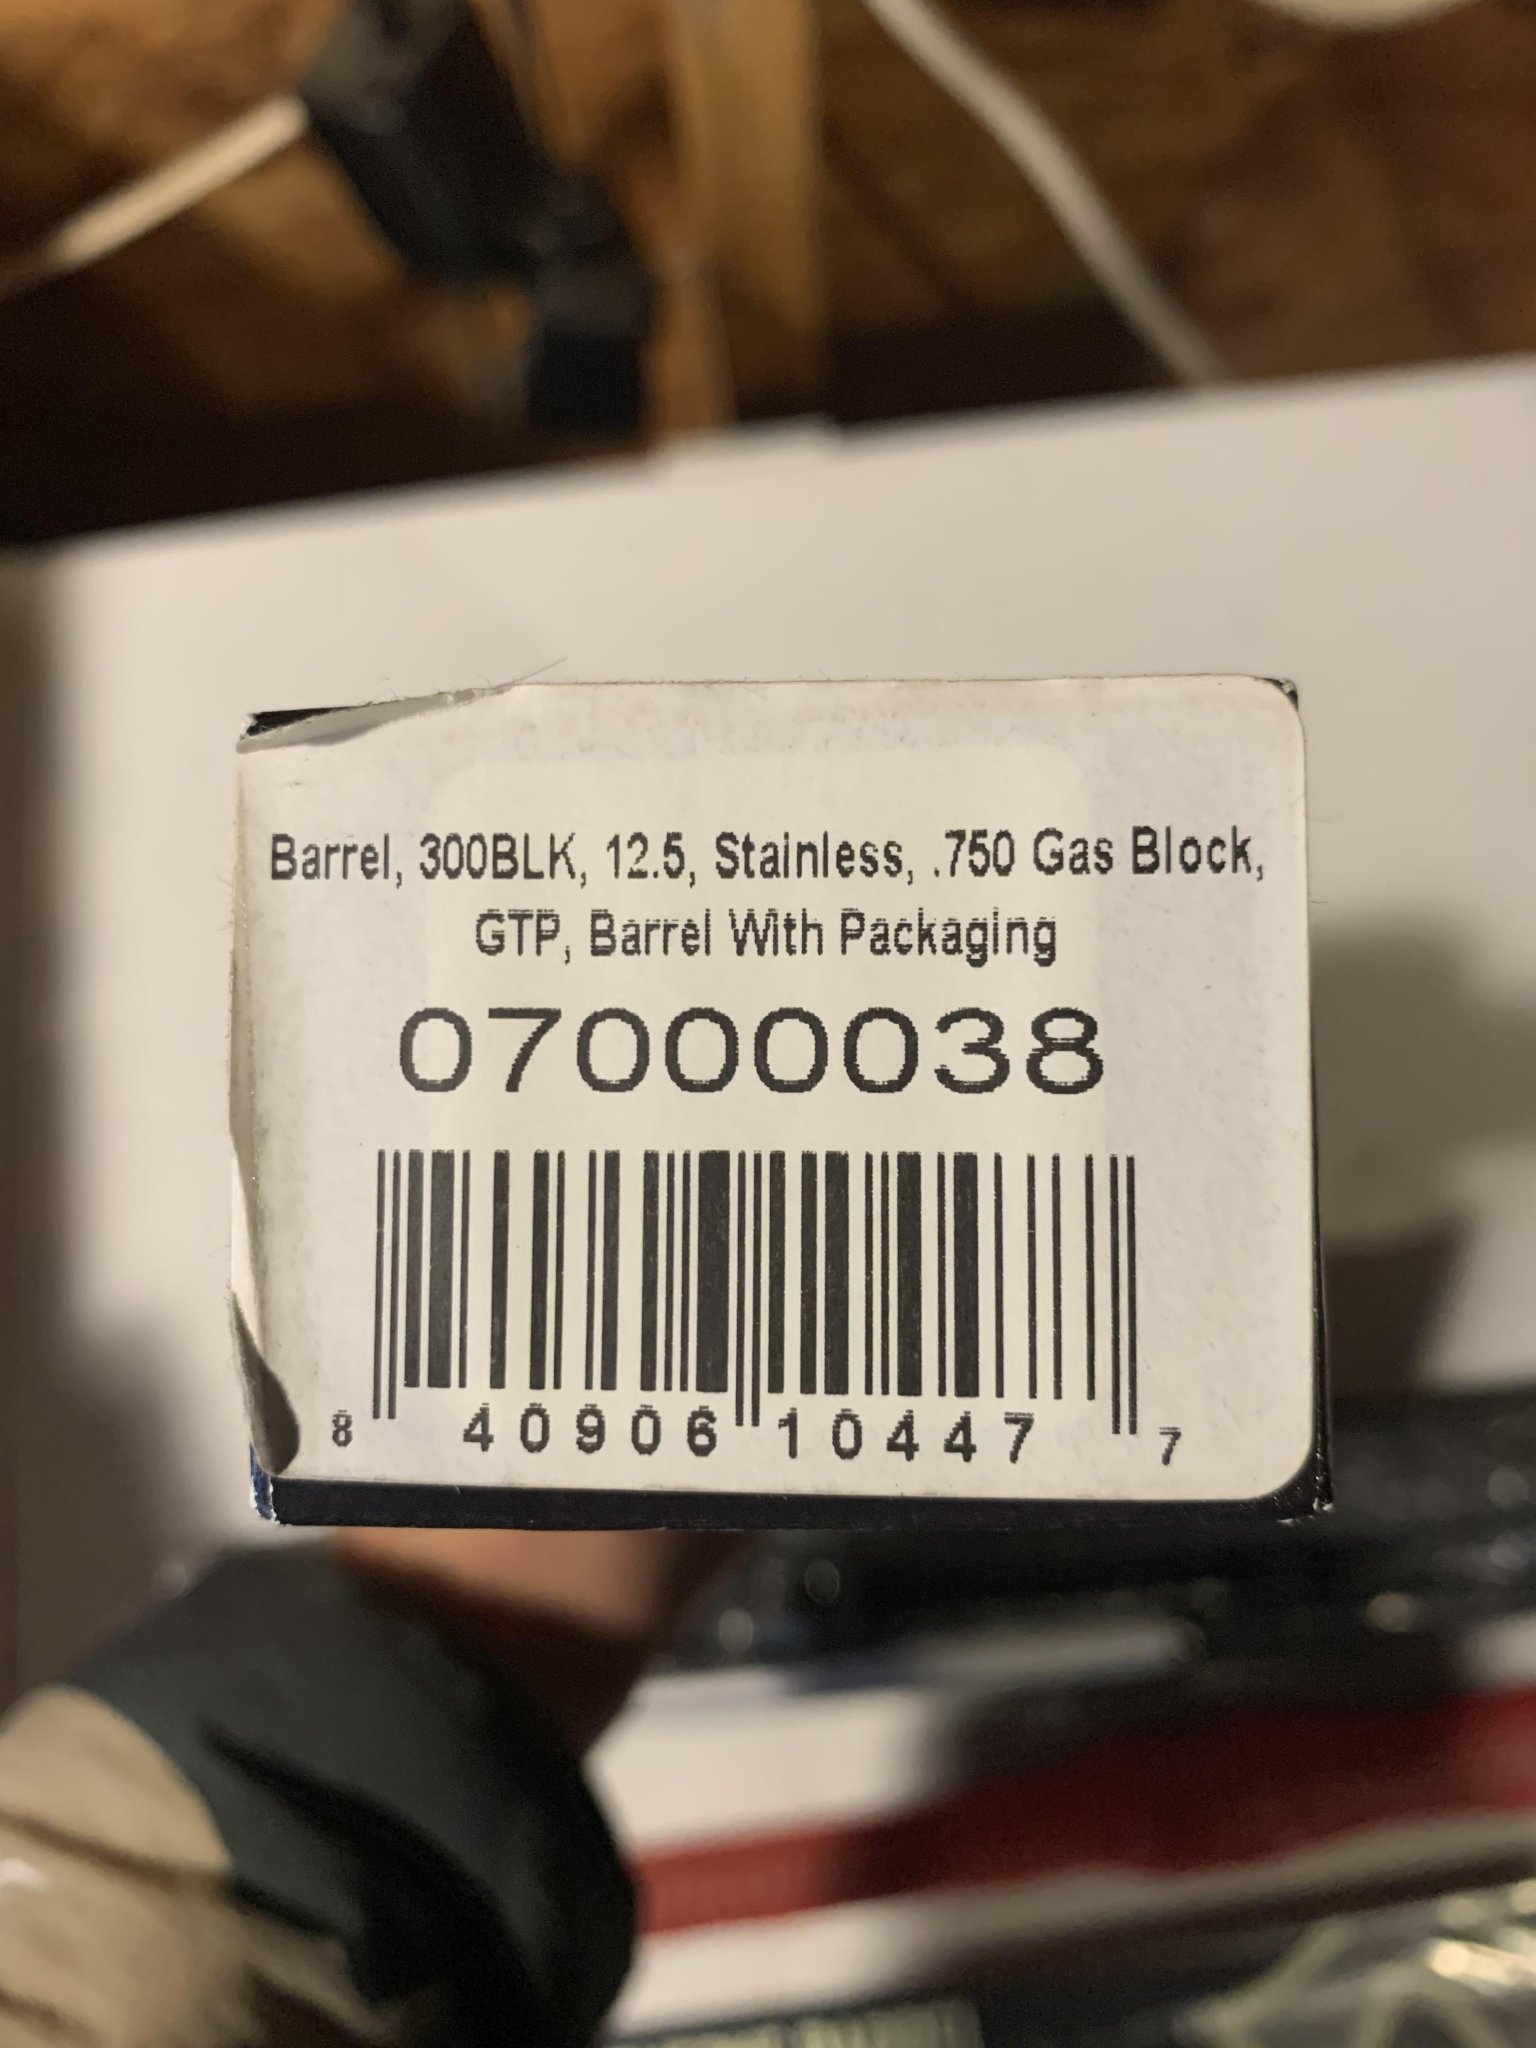 Barrel, 300BLK, 12.5, Stainless, .750 Gas Block,
GTP, Barrel With Packaging
07000038
8 40906 10447 7